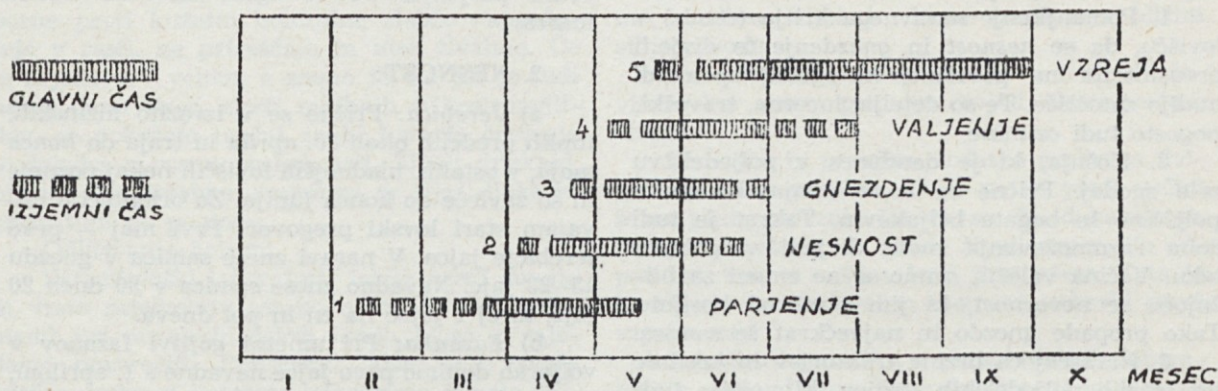 GLAVNI ČAS
IZJEMNI ČAS
5 VZREJA
4 VALJENJE
3 GNEZDENJE
2 NESNOST
1 PARJENJE
I II III IV V VI VII VIII IX X MESEC